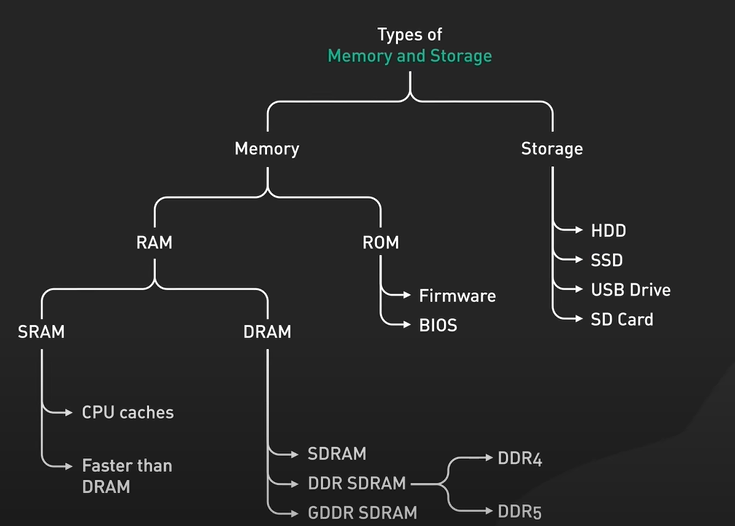 Types of
Memory and Storage
Memory
Storage
RAM
ROM
HDD
SSD
USB Drive
SD Card
Firmware
BIOS
SRAM
DRAM
CPU caches
Faster than
DRAM
SDRAM
DDR SDRAM
GDDR SDRAM
DDR4
DDR5